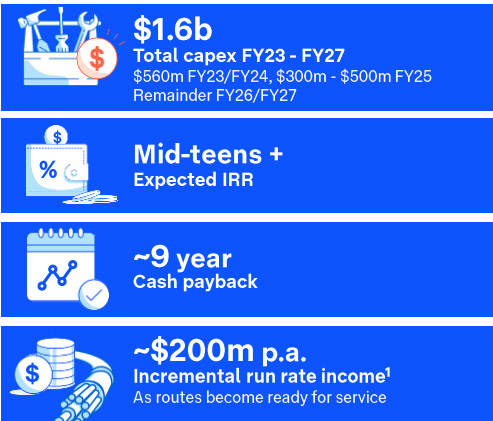 $
$1.6b
Total capex FY23 - FY27
$560m FY23/FY24, $300m - $500m FY25
Remainder FY26/FY27
$
%
Mid-teens +
Expected IRR
~9 year
Cash payback
$
~$200m p.a.
Incremental run rate income¹
As routes become ready for service